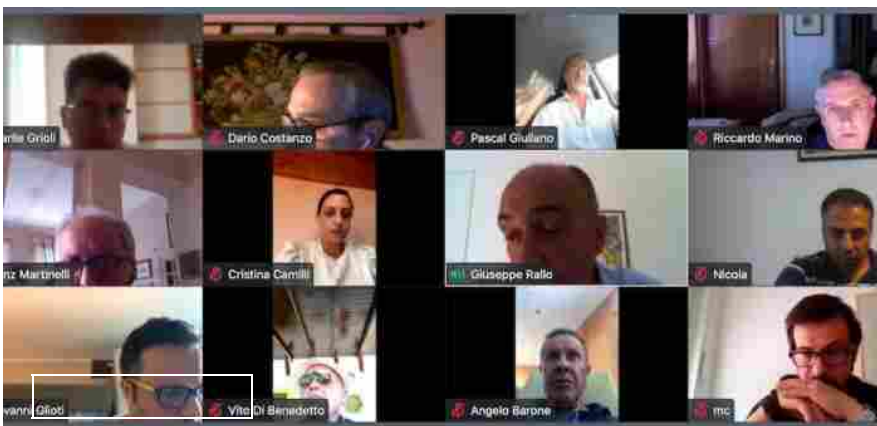 arlie Grioli
Dario Costanzo
Pascal Giuliano
Riccardo Marino
nz Martinelli
Cristina Camilli
Giuseppe Rallo
Nicola
vanni Glioti
Vito Di Benedetto
Angelo Barone
mc